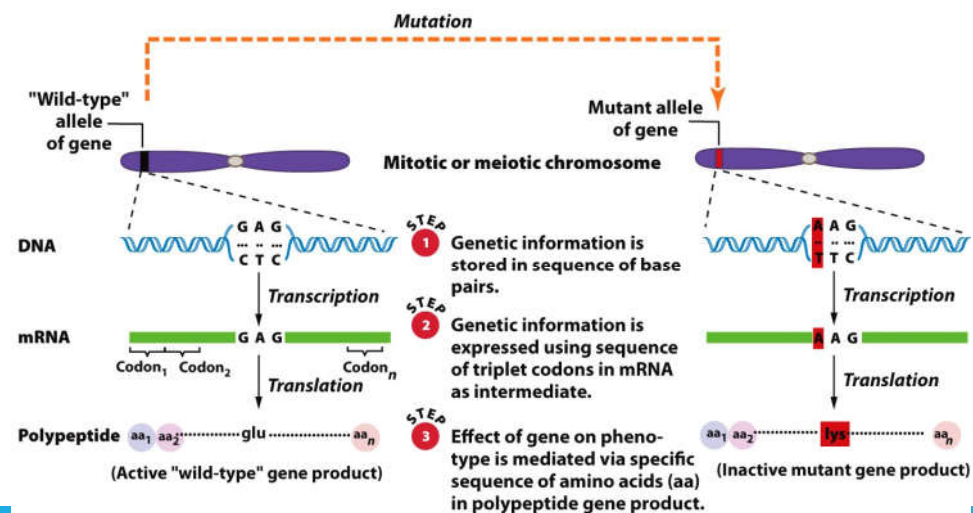 Mutation
"Wild-type"
allele
of gene
Mutant allele
of gene
Mitotic or meiotic chromosome
DNA
G A G
C T C
STEP
1
Genetic information is
stored in sequence of base
pairs.
A A G
T T C
Transcription
Transcription
mRNA
G A G
Codon1
Codon2
Codonn
STEP
2
Genetic information is
expressed using sequence
of triplet codons in mRNA
as intermediate.
A A G
Translation
Translation
Polypeptide
aa1
aa2
glu
aan
(Active "wild-type" gene product)
STEP
3
Effect of gene on pheno-
type is mediated via specific
sequence of amino acids (aa)
in polypeptide gene product.
aa1
aa2
lys
aan
(Inactive mutant gene product)